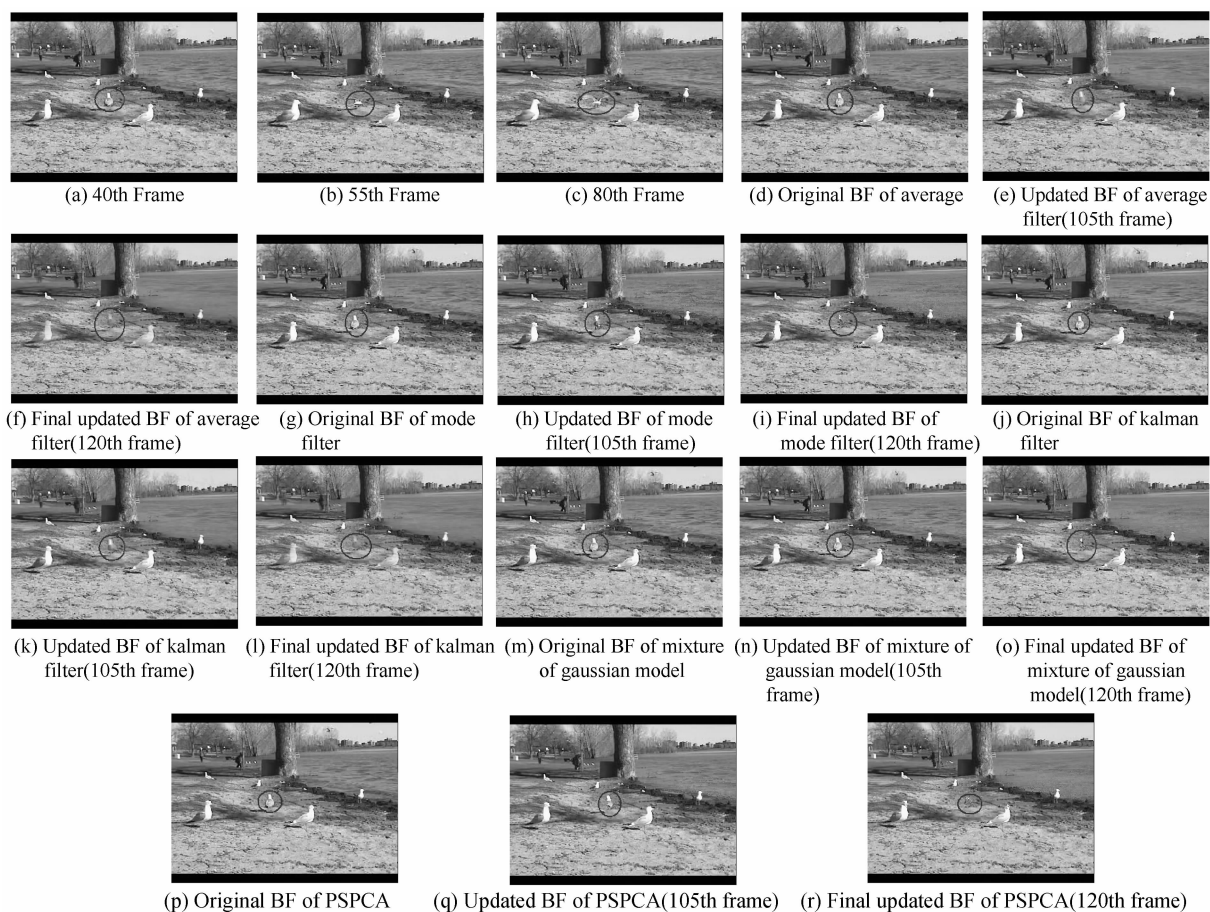 (a) 40th Frame
(b) 55th Frame
(c) 80th Frame
(d) Original BF of average
(e) Updated BF of average
filter(105th frame)
(f) Final updated BF of average
filter(120th frame)
(g) Original BF of mode
filter
(h) Updated BF of mode
filter(105th frame)
(i) Final updated BF of
mode filter(120th frame)
(j) Original BF of kalman
filter
(k) Updated BF of kalman
filter(105th frame)
(l) Final updated BF of kalman
filter(120th frame)
(m) Original BF of mixture
of gaussian model
(n) Updated BF of mixture of
gaussian model(105th
frame)
(o) Final updated BF of
mixture of gaussian
model(120th frame)
(p) Original BF of PSPCA
(q) Updated BF of PSPCA(105th frame)
(r) Final updated BF of PSPCA(120th frame)